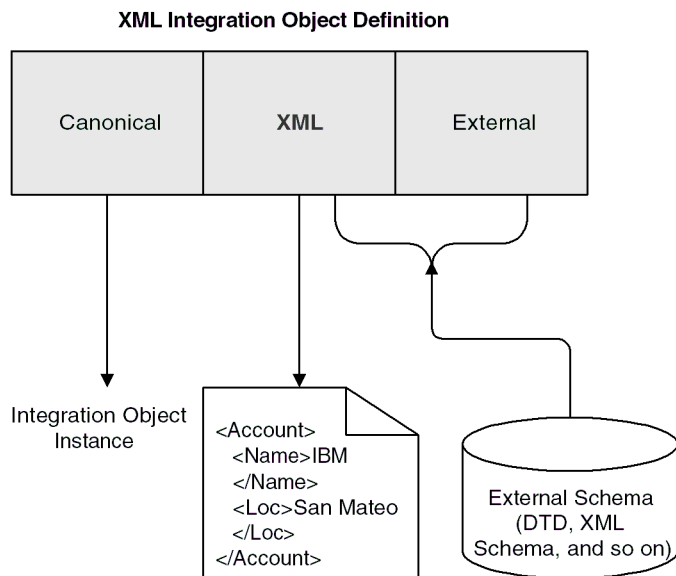 XML Integration Object Definition
Canonical
XML
External
Integration Object
Instance
<Account>
<Name>IBM
</Name>
<Loc>San Mateo
</Loc>
</Account>
External Schema
(DTD, XML
Schema, and so on)